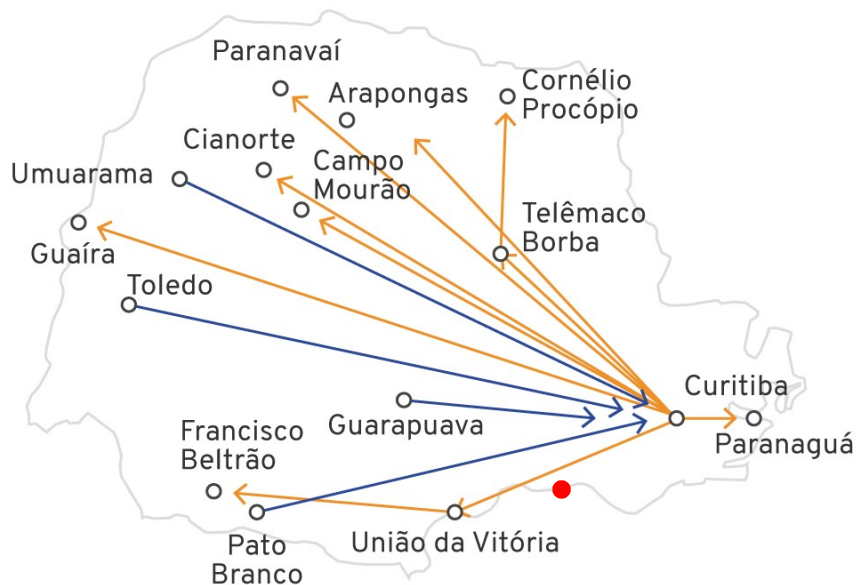 Paranavaí
Arapongas
Cornélio
Procópio
Cianorte
Campo
Mourão
Umuarama
Telêmaco
Borba
Guaíra
Toledo
Curitiba
Guarapuava
Paranaguá
Francisco
Beltrão
União da Vitória
Pato
Branco